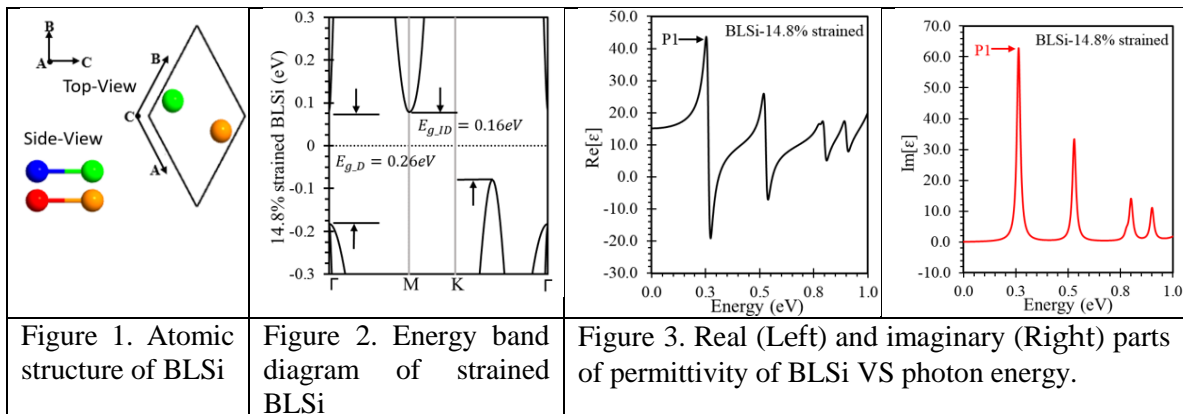 B
A
C
Top-View
B
C
A
Side-View
14.8% strained BLSi (eV)
0.3
0.2
0.1
0
-0.1
-0.2
-0.3
E_{g_ID} = 0.16eV
E_{g_D} = 0.26eV
Γ
M
K
Γ
Re[ε]
50.0
40.0
30.0
20.0
10.0
0.0
-10.0
-20.0
-30.0
P1
BLSi-14.8% strained
0.0
0.3
0.5
0.8
1.0
Energy (eV)
Im[ε]
70.0
60.0
50.0
40.0
30.0
20.0
10.0
0.0
-10.0
P1
BLSi-14.8% strained
0.0
0.3
0.5
0.8
1.0
Energy (eV)
Figure 1. Atomic
structure of BLSi
Figure 2. Energy band
diagram of strained
BLSi
Figure 3. Real (Left) and imaginary (Right) parts
of permittivity of BLSi VS photon energy.